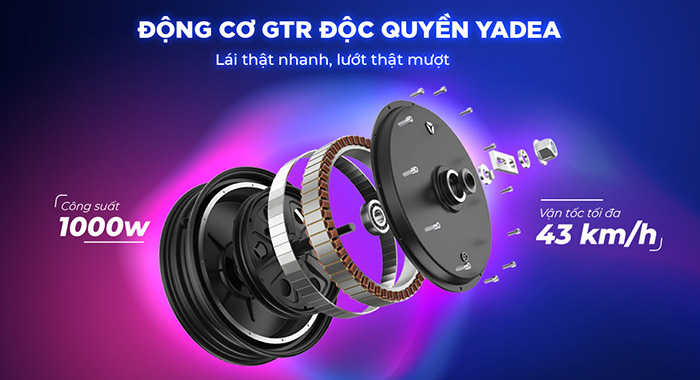 ĐỘNG CƠ GTR ĐỘC QUYỀN YADEA
Lái thật nhanh, lướt thật mượt
Công suất
1000w
Vận tốc tối đa
43 km/h